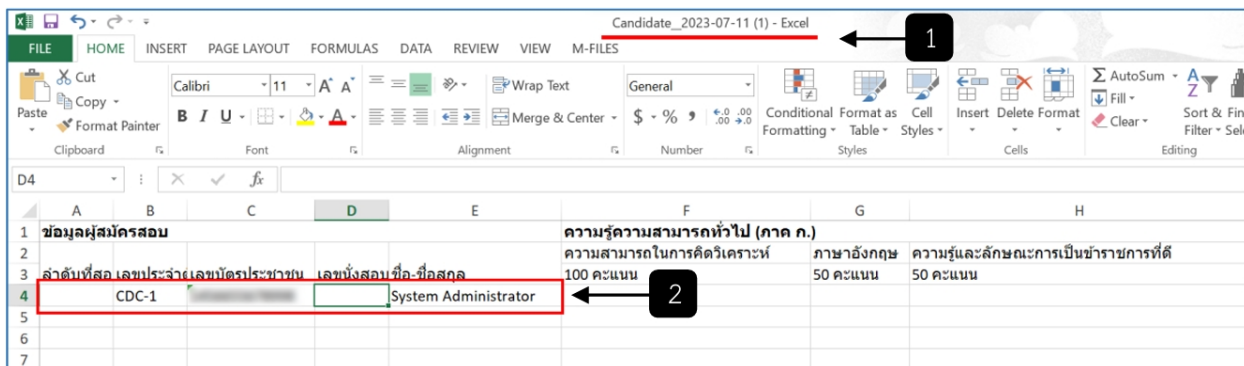 Candidate__2023-07-11 (1) - Excel
1
FILE HOME INSERT PAGE LAYOUT FORMULAS DATA REVIEW VIEW M-FILES
Cut
Copy
Format Painter
Paste
Calibri 11 A A
B I U A
Wrap Text
Merge & Center
General
$ % , .0 .00 .00 .0
Conditional Formatting
Format as Table
Cell Styles
Insert Delete Format
AutoSum
Fill
Clear
Sort &
Filter
Clipboard Font Alignment Number Styles Cells Editing
D4 fx
A B C D E F G H
1 ข้อมูลผู้สมัครสอบ ความรู้ความสามารถทั่วไป (ภาค ก.)
2 ความสามารถในการคิดวิเคราะห์ ภาษาอังกฤษ ความรู้และลักษณะการเป็นข้าราชการที่ดี
3 ลำดับที่สอ เลขประจำต เลขบัตรประชาชน เลขนั่งสอบ ชื่อ-ชื่อสกุล 100 คะแนน 50 คะแนน 50 คะแนน
4 CDC-1 System Administrator 2
5
6
7